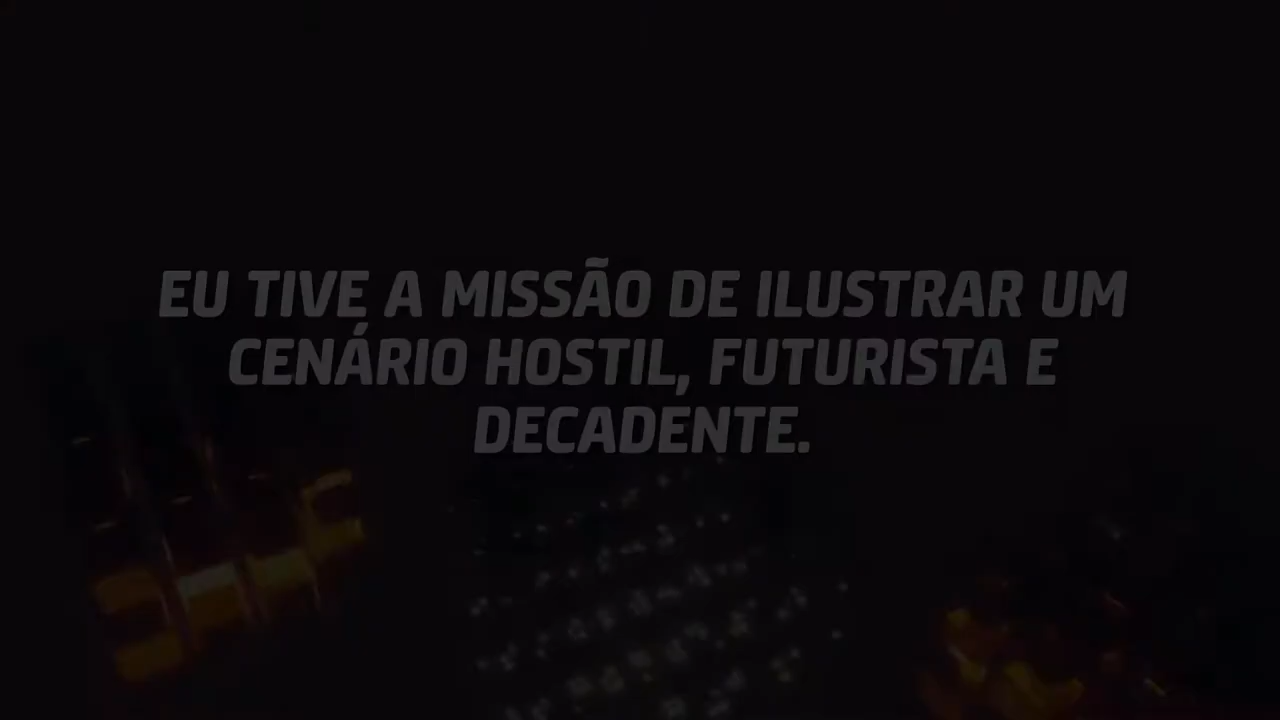 EU TIVE A MISSÃO DE ILUSTRAR UM
CENÁRIO HOSTIL, FUTURISTA E
DECADENTE.